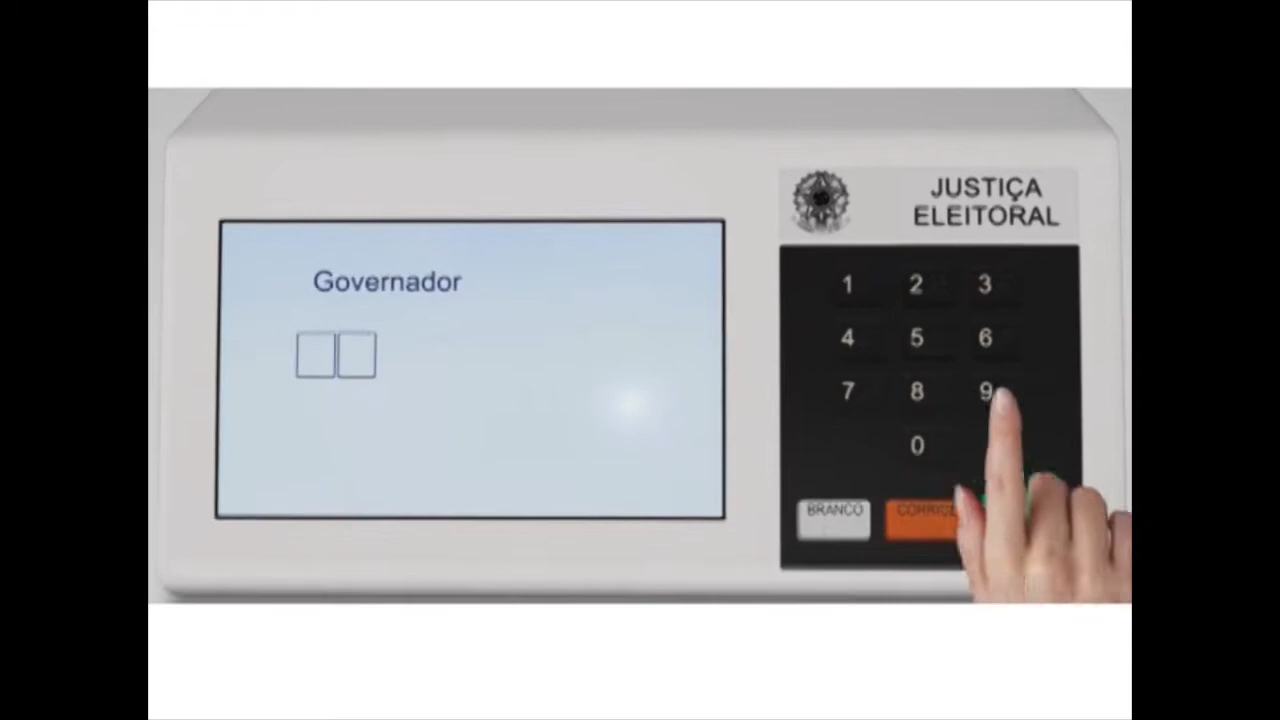 Governador
JUSTIÇA
ELEITORAL
1 2 3
4 5 6
7 8 9
0
BRANCO